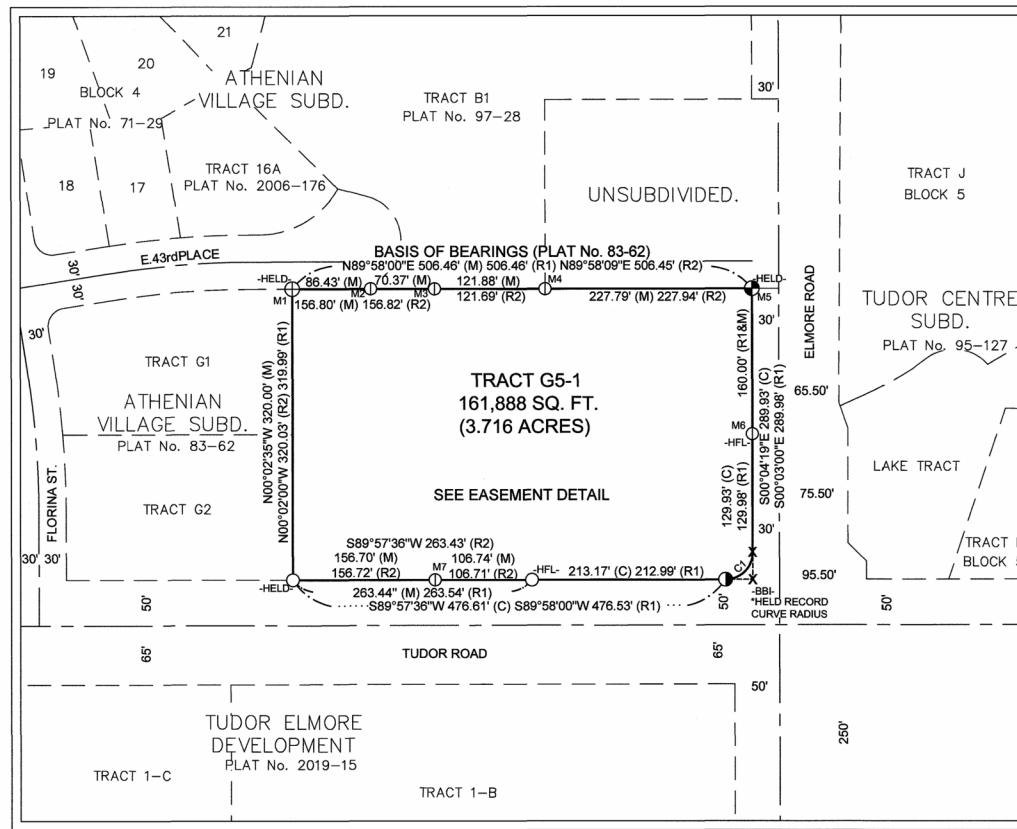 21
20
19
BLOCK 4
PLAT No. 71-29
18
17
ATHENIAN
VILLAGE SUBD.
TRACT 16A
PLAT No. 2006-176
TRACT B1
PLAT No. 97-28
UNSUBDIVIDED.
30'
TRACT J
BLOCK 5
E.43rdPLACE
30'
30'
BASIS OF BEARINGS (PLAT No. 83-62)
N89°58'00"E 506.46' (M) 506.46' (R1) N89°58'09"E 506.45' (R2)
-HELD-
86.43' (M)
70.37' (M)
121.88' (M)
M4
-HELD-
M1
M2
M3
156.80' (M) 156.82' (R2)
121.69' (R2)
227.79' (M) 227.94' (R2)
M5
30'
30'
TRACT G1
ATHENIAN
VILLAGE SUBD.
PLAT No. 83-62
TRACT G2
FLORINA ST.
30'
30'
N00°02'35"W 320.00' (M)
N00°02'00"W 320.03' (R2) 319.99' (R1)
TRACT G5-1
161,888 SQ. FT.
(3.716 ACRES)
SEE EASEMENT DETAIL
160.00' (R1&M)
M6
-HFL-
129.93' (C)
129.98' (R1)
S00°04'19"E 289.93' (C)
S00°03'00"E 289.98' (R1)
30'
ELMORE ROAD
65.50'
75.50'
95.50'
TUDOR CENTRE
SUBD.
PLAT No. 95-127
LAKE TRACT
TRACT
BLOCK
S89°57'36"W 263.43' (R2)
156.70' (M)
106.74' (M)
156.72' (R2)
M7
106.71' (R2)
-HFL-
213.17' (C) 212.99' (R1)
C1
-HELD-
263.44" (M) 263.54' (R1)
S89°57'36"W 476.61' (C) S89°58'00"W 476.53' (R1)
-BBI-
*HELD RECORD
CURVE RADIUS
50'
50'
50'
65'
TUDOR ROAD
65'
50'
250'
TUDOR ELMORE
DEVELOPMENT
PLAT No. 2019-15
TRACT 1-C
TRACT 1-B